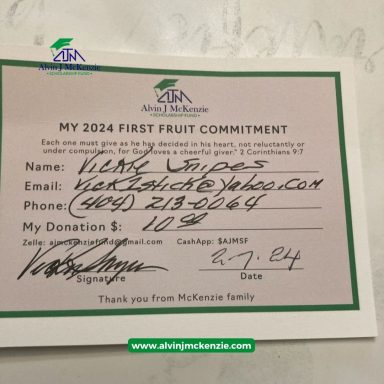 Alvin J McKenzie
SCHOLARSHIP FUND
AJM
Alvin J McKenzie
SCHOLARSHIP FUND
MY 2024 FIRST FRUIT COMMITMENT
Each one must give as he has decided in his heart, not reluctantly or
under compulsion, for God loves a cheerful giver." 2 Corinthians 9:7
Name: Vickie Snipes
Email: Vick2stick@yahoo.com
Phone: (404) 213-0064
My Donation $: 10.00
Zelle: ajmckenziefund@gmail.com CashApp: $AJMSF
2.7.24
Signature Date
Thank you from McKenzie family
www.alvinjmckenzie.com